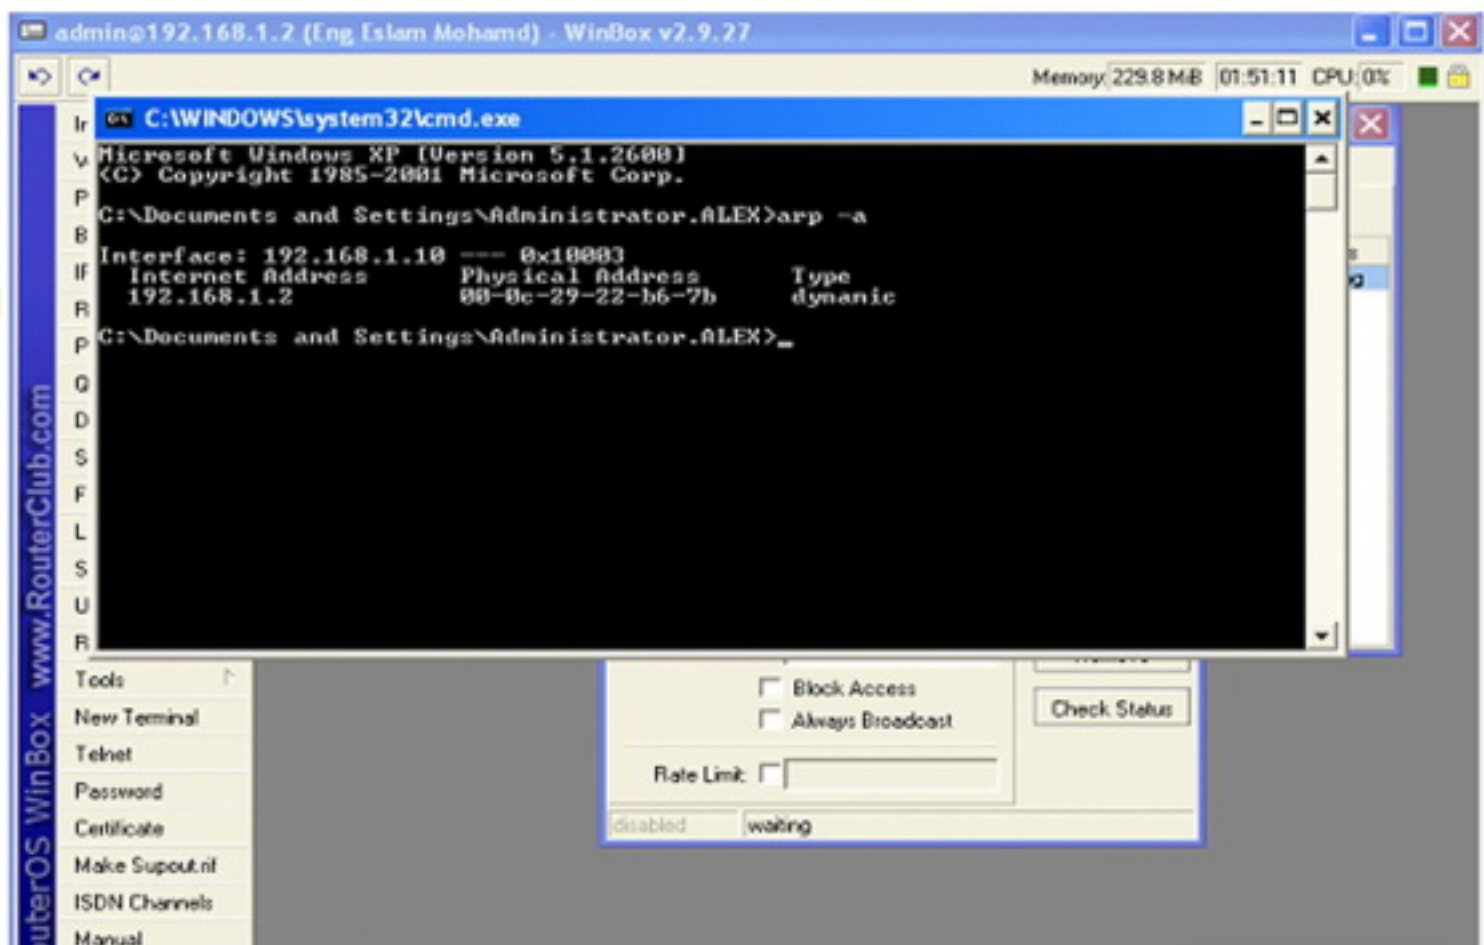 admin@192.168.1.2 (Eng Eslam Mohamd) - WinBox v2.9.27
Memory: 229.8 MiB 01:51:11 CPU: 0%
C:\WINDOWS\system32\cmd.exe
Microsoft Windows XP [Version 5.1.2600]
(C) Copyright 1985-2001 Microsoft Corp.
C:\Documents and Settings\Administrator.ALEX>arp -a
Interface: 192.168.1.10 --- 0x10003
Internet Address Physical Address Type
192.168.1.2 00-0c-29-22-b6-7b dynamic
C:\Documents and Settings\Administrator.ALEX>_
In
P
B
IP
R
P
Q
D
S
F
L
S
U
R
Tools
New Terminal
Telnet
Password
Certificate
Make Supout.rif
ISDN Channels
Manual
uterOS WinBox www.RouterClub.com
Block Access
Always Broadcast
Check Status
Rate Limit:
disabled waiting